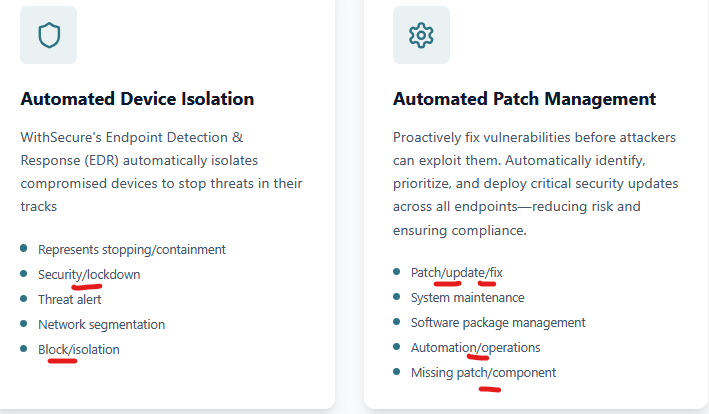 Automated Device Isolation
WithSecure's Endpoint Detection &
Response (EDR) automatically isolates
compromised devices to stop threats in their
tracks
Represents stopping/containment
Security/lockdown
Threat alert
Network segmentation
Block/isolation
Automated Patch Management
Proactively fix vulnerabilities before attackers
can exploit them. Automatically identify,
prioritize, and deploy critical security updates
across all endpoints—reducing risk and
ensuring compliance.
Patch/update/fix
System maintenance
Software package management
Automation/operations
Missing patch/component